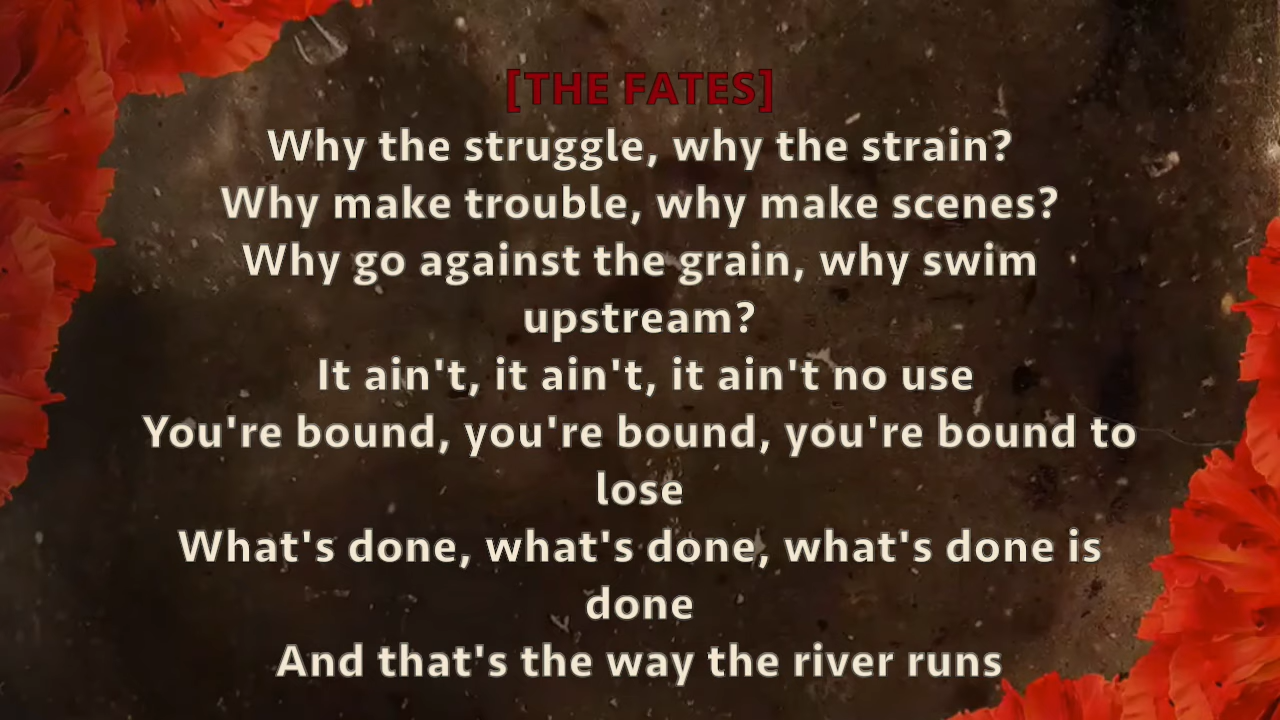 [THE FATES]
Why the struggle, why the strain?
Why make trouble, why make scenes?
Why go against the grain, why swim
upstream?
It ain't, it ain't, it ain't no use
You're bound, you're bound, you're bound to
lose
What's done, what's done, what's done is
done
And that's the way the river runs